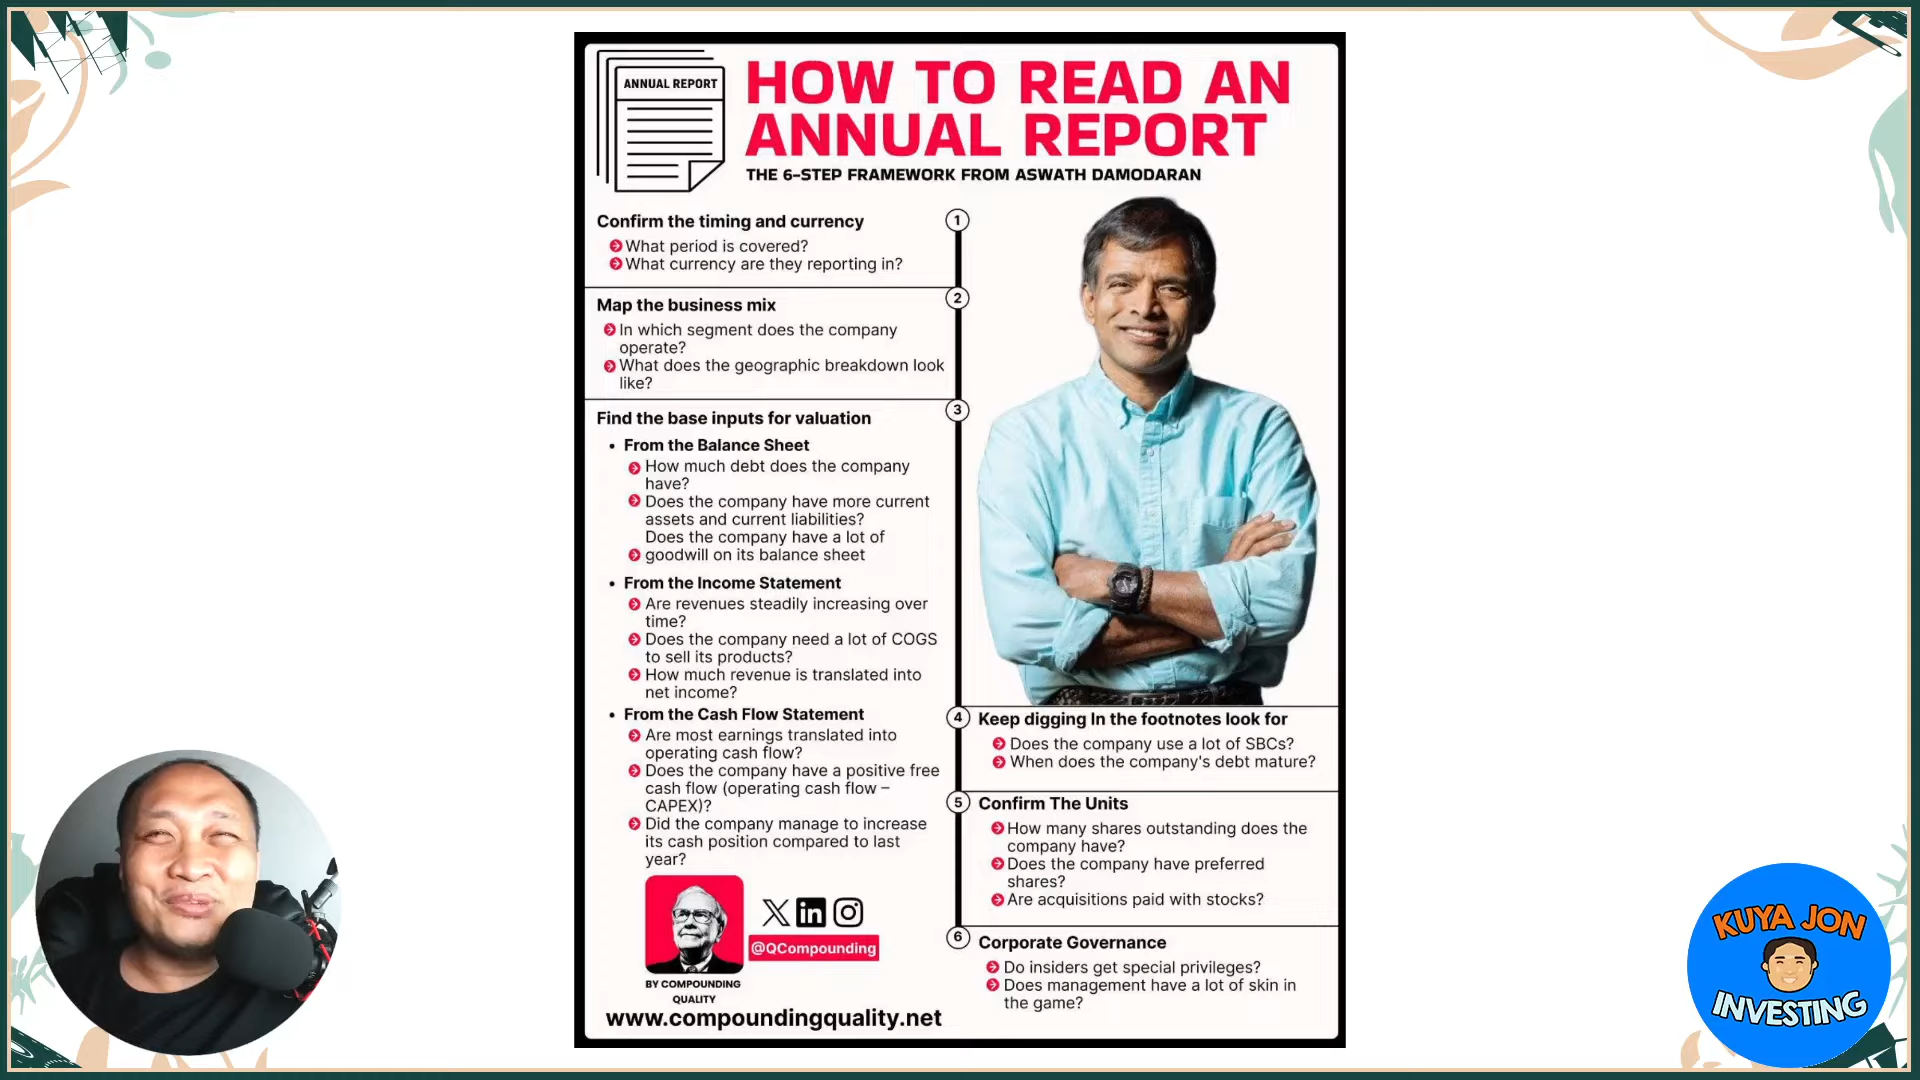 ANNUAL REPORT
HOW TO READ AN
ANNUAL REPORT
THE 6-STEP FRAMEWORK FROM ASWATH DAMODARAN
1
Confirm the timing and currency
What period is covered?
What currency are they reporting in?
2
Map the business mix
In which segment does the company
operate?
What does the geographic breakdown look
like?
3
Find the base inputs for valuation
• From the Balance Sheet
How much debt does the company
have?
Does the company have more current
assets and current liabilities?
Does the company have a lot of
goodwill on its balance sheet
• From the Income Statement
Are revenues steadily increasing over
time?
Does the company need a lot of COGS
to sell its products?
How much revenue is translated into
net income?
• From the Cash Flow Statement
Are most earnings translated into
operating cash flow?
Does the company have a positive free
cash flow (operating cash flow –
CAPEX)?
Did the company manage to increase
its cash position compared to last
year?
4
Keep digging In the footnotes look for
Does the company use a lot of SBCs?
When does the company's debt mature?
5
Confirm The Units
How many shares outstanding does the
company have?
Does the company have preferred
shares?
Are acquisitions paid with stocks?
6
Corporate Governance
Do insiders get special privileges?
Does management have a lot of skin in
the game?
@QCompounding
BY COMPOUNDING
QUALITY
www.compoundingquality.net
KUYA JON
INVESTING